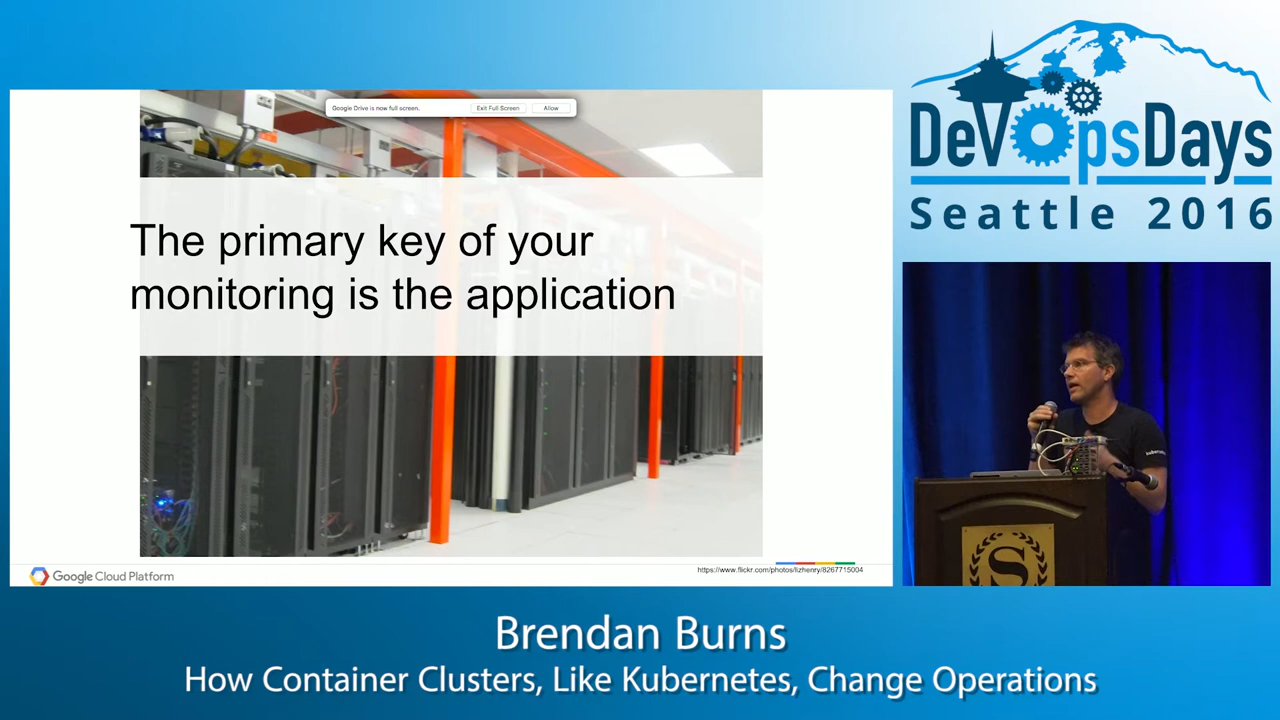 Google Drive is now full screen. Exit Full Screen Allow
The primary key of your
monitoring is the application
Google Cloud Platform
https://www.flickr.com/photos/lizhenry/8267715004
DevOpsDays
Seattle 2016
S
Brendan Burns
How Container Clusters, Like Kubernetes, Change Operations